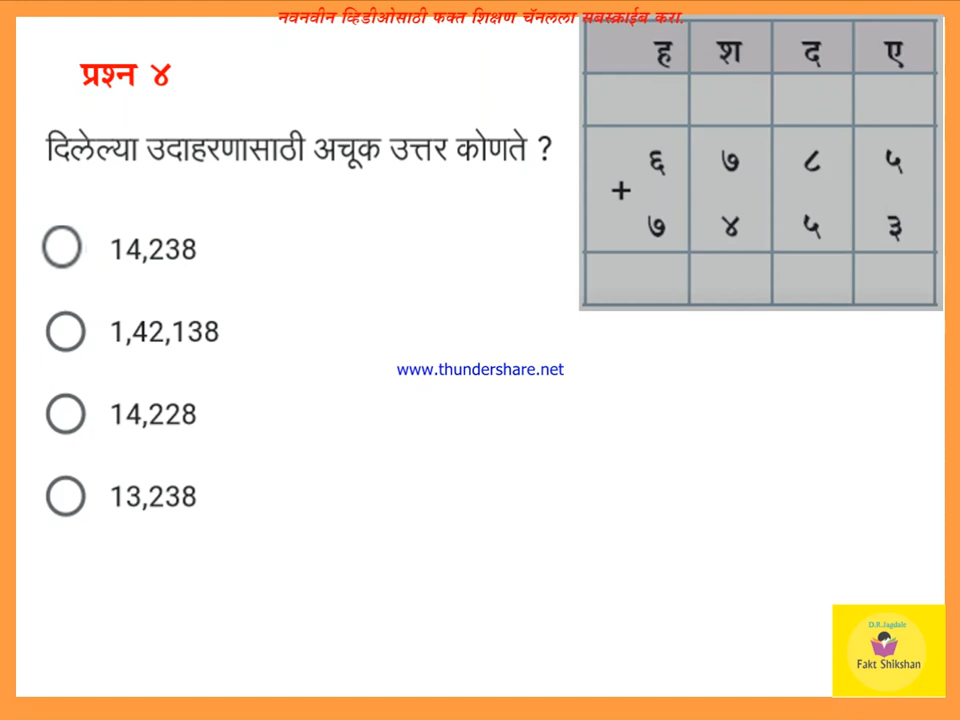 नवनवीन व्हिडीओसाठी फक्त शिक्षण चॅनलला सबस्क्राईब करा.
प्रश्न ४
दिलेल्या उदाहरणासाठी अचूक उत्तर कोणते ?
14,238
1,42,138
14,228
13,238
ह श द ए
६ ७ ८ ५
+
७ ४ ५ ३
www.thundershare.net
D.R.Jagdale
Fakt Shikshan